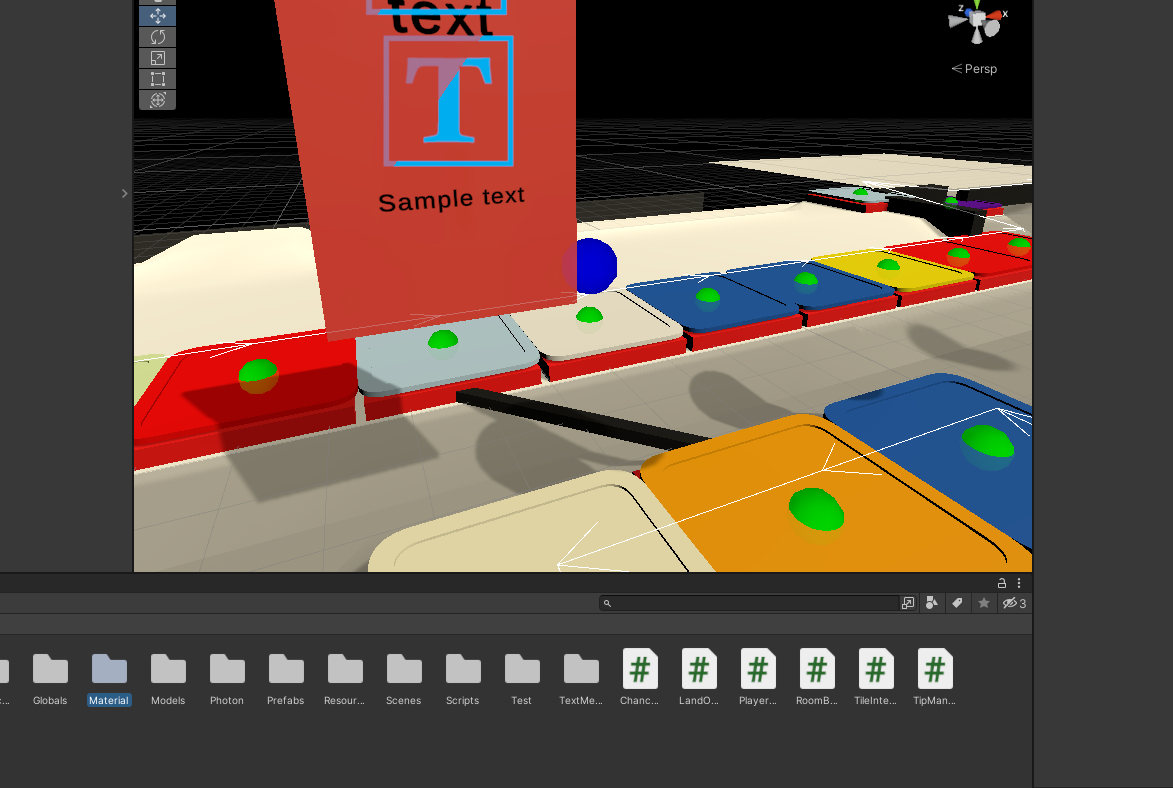 text
T
Sample text
z
x
Persp
3
Globals
Material
Models
Photon
Prefabs
Resour...
Scenes
Scripts
Test
TextMe...
Chanc...
LandO...
Player...
RoomB...
TileInte...
TipMan...